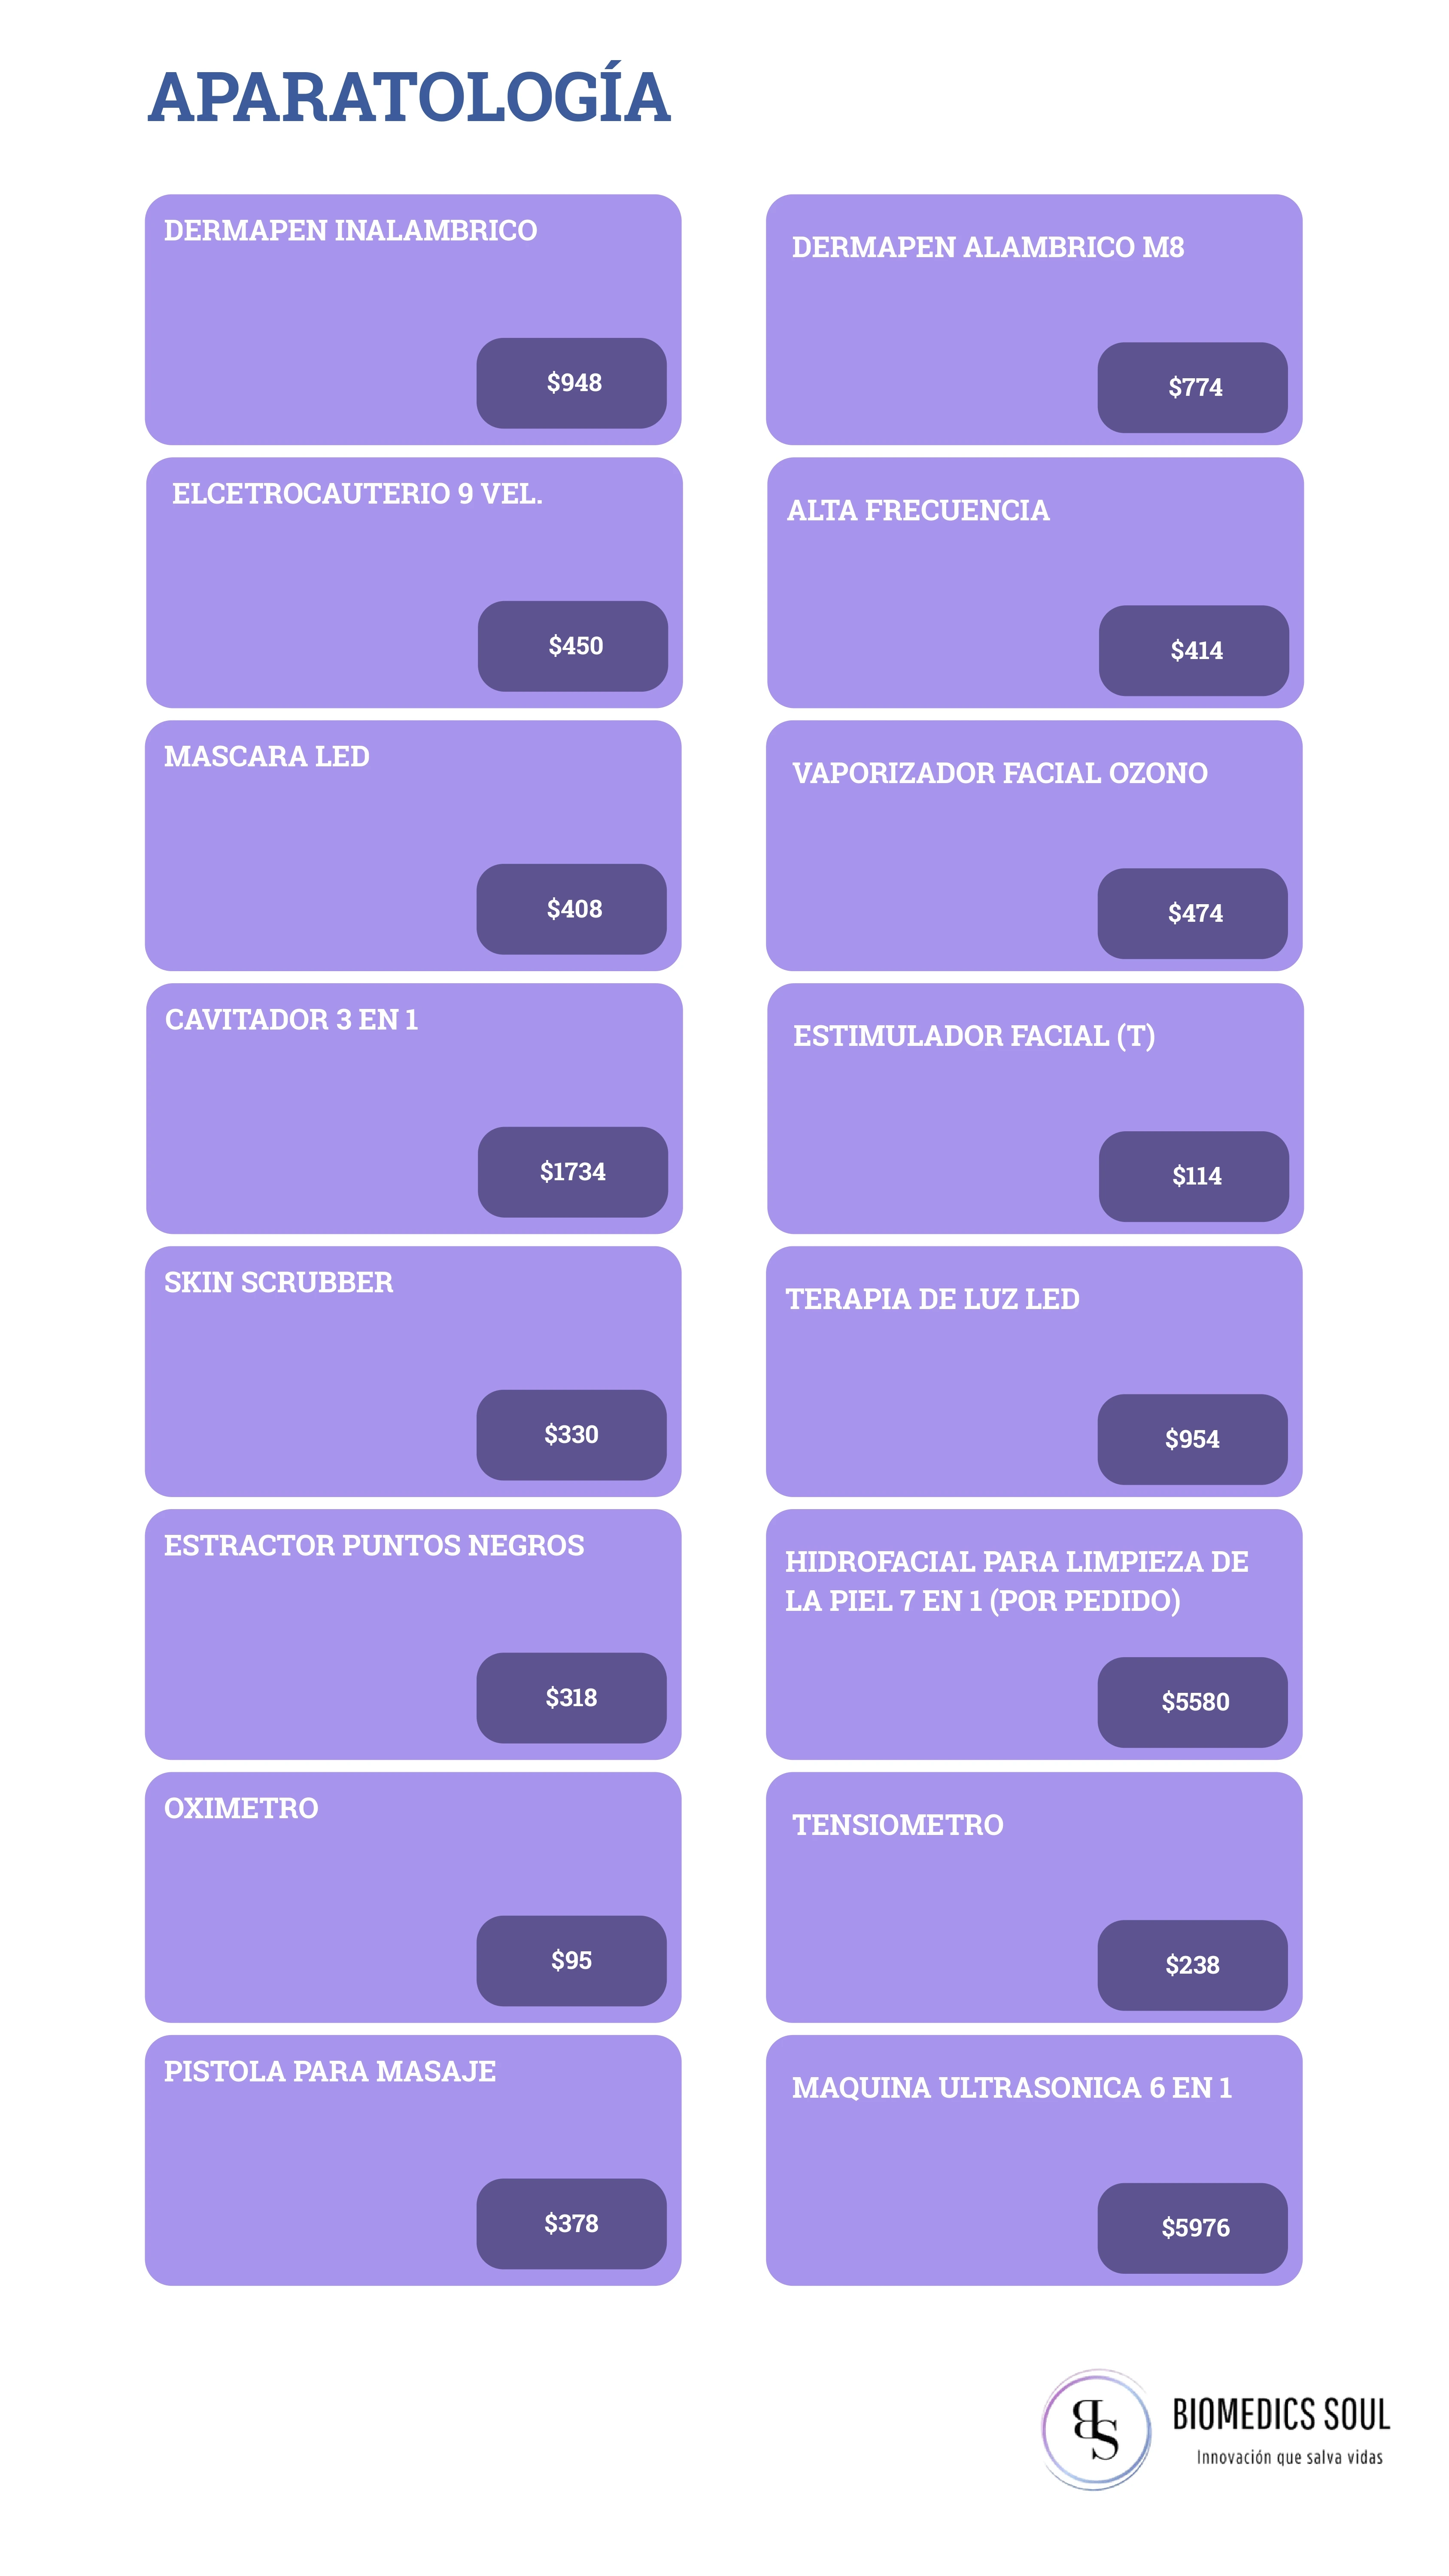 APARATOLOGÍA
DERMAPEN INALAMBRICO
$948
DERMAPEN ALAMBRICO M8
$774
ELCETROCAUTERIO 9 VEL.
$450
ALTA FRECUENCIA
$414
MASCARA LED
$408
VAPORIZADOR FACIAL OZONO
$474
CAVITADOR 3 EN 1
$1734
ESTIMULADOR FACIAL (T)
$114
SKIN SCRUBBER
$330
TERAPIA DE LUZ LED
$954
ESTRACTOR PUNTOS NEGROS
$318
HIDROFACIAL PARA LIMPIEZA DE
LA PIEL 7 EN 1 (POR PEDIDO)
$5580
OXIMETRO
$95
TENSIOMETRO
$238
PISTOLA PARA MASAJE
$378
MAQUINA ULTRASONICA 6 EN 1
$5976
BS
BIOMEDICS SOUL
Innovación que salva vidas